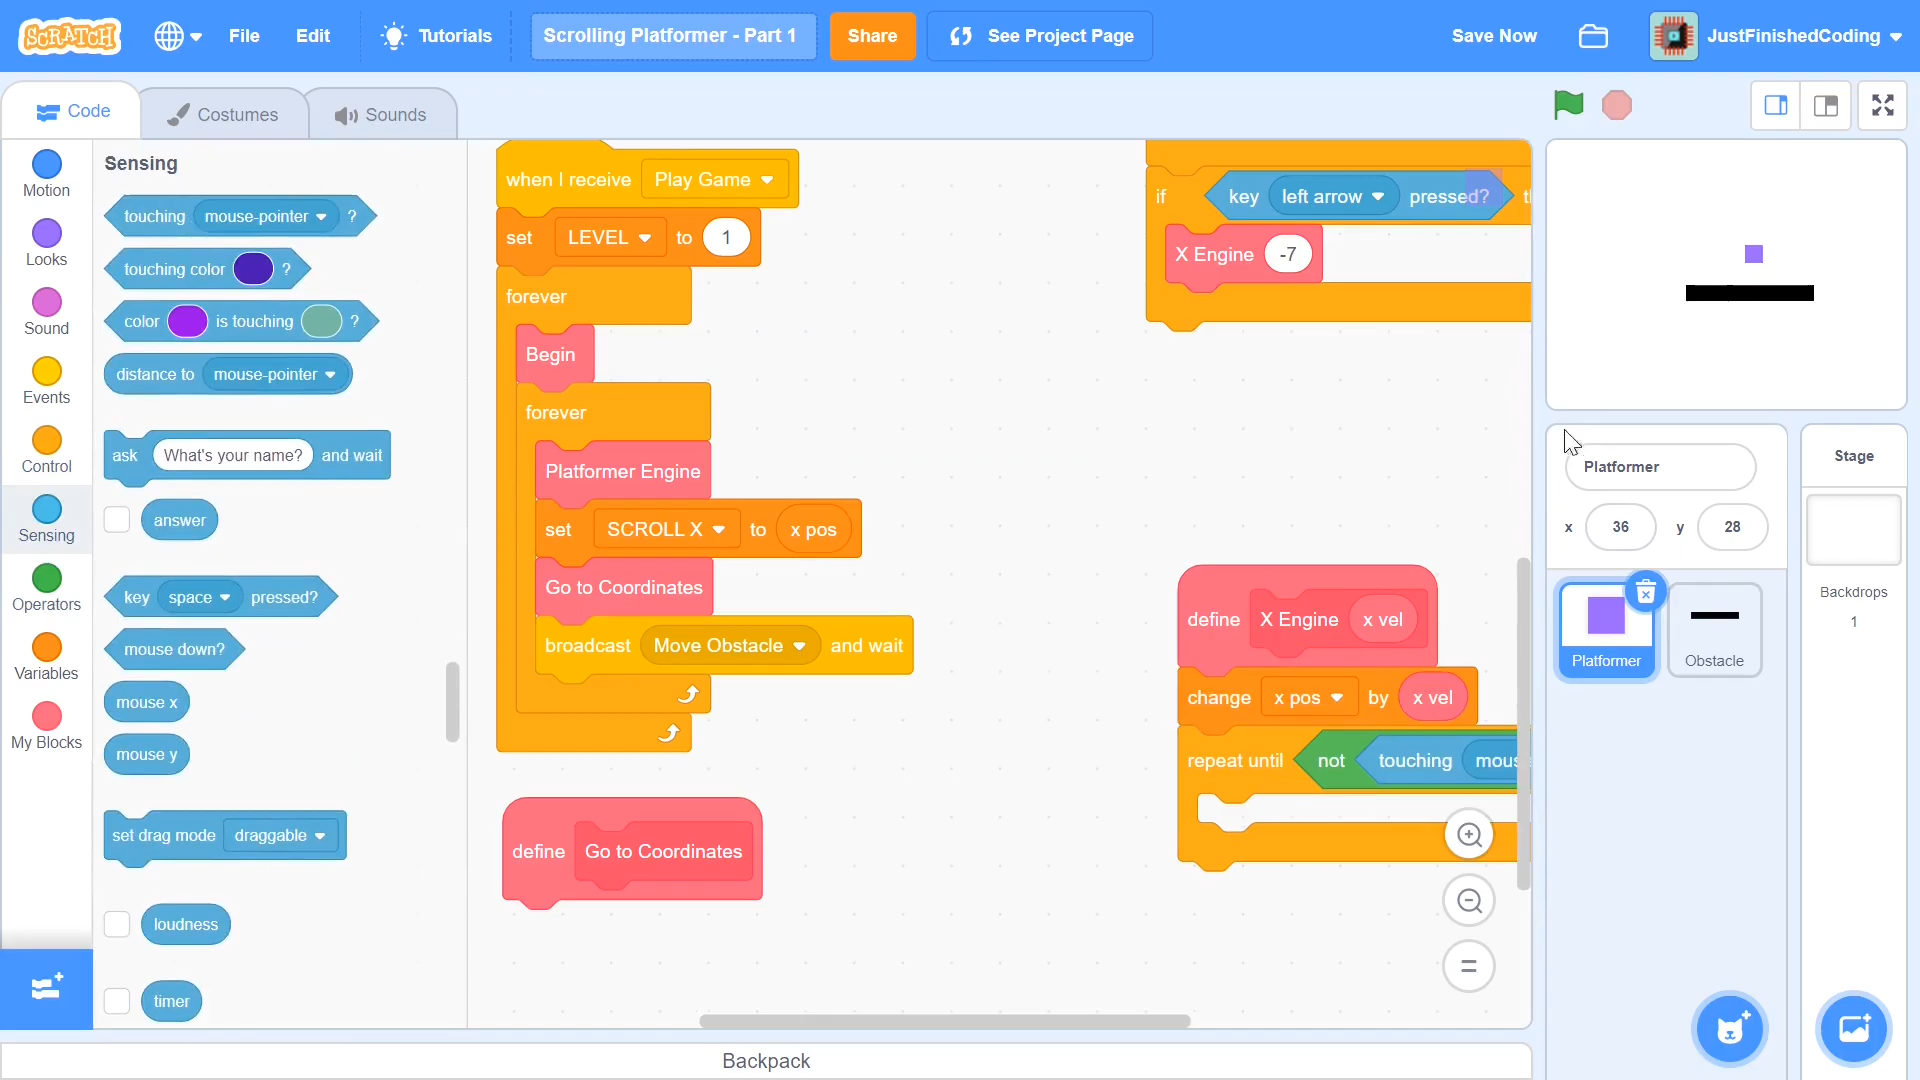 SCRATCH File Edit Tutorials Scrolling Platformer - Part 1 Share See Project Page Save Now JustFinishedCoding
Code Costumes Sounds
Motion
Looks
Sound
Events
Control
Sensing
Operators
Variables
My Blocks
Sensing
touching mouse-pointer ?
touching color ?
color is touching ?
distance to mouse-pointer
ask What's your name? and wait
answer
key space pressed?
mouse down?
mouse x
mouse y
set drag mode draggable
loudness
timer
when I receive Play Game
set LEVEL to 1
forever
Begin
forever
Platformer Engine
set SCROLL X to x pos
Go to Coordinates
broadcast Move Obstacle and wait
define Go to Coordinates
if key left arrow pressed?
X Engine -7
define X Engine x vel
change x pos by x vel
repeat until not touching mous
Platformer
x 36 y 28
Platformer
Obstacle
Stage
Backdrops
1
Backpack